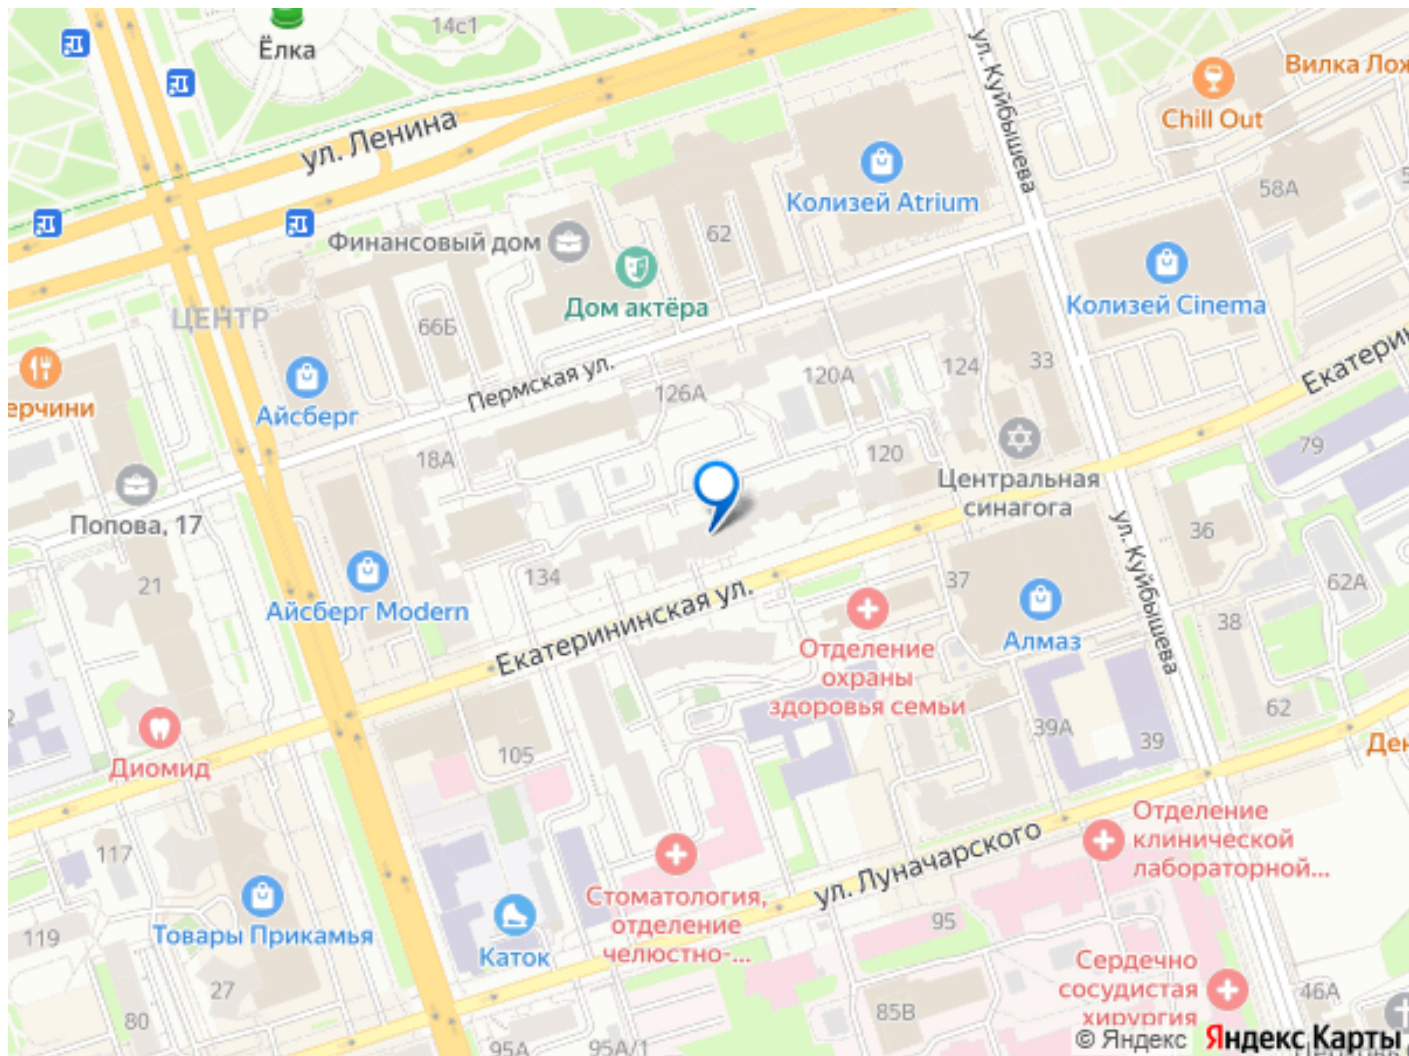 14с1
Ёлка
ул. Ленина
ул. Куйбышева
Вилка Лож
Chill Out
Колизей Atrium
58А
62
Финансовый дом
Дом актёра
Колизей Cinema
ЦЕНТР
66Б
Пермская ул.
126А
120А
124
33
Екатерин
ерчини
Айсберг
18А
120
79
Центральная
синагога
Попова, 17
ул. Куйбышева
36
21
134
37
62А
Айсберг Modern
Екатерининская ул.
Отделение
охраны
здоровья семьи
Алмаз
38
62
39А
39
Ден
Диомид
105
117
Отделение
клинической
лабораторной...
ул. Луначарского
Стоматология,
отделение
челюстно-...
Товары Прикамья
119
Каток
95
Сердечно
сосудистая
хирургия
27
80
85В
46А
95А
95А/1
© Яндекс Яндекс Карты